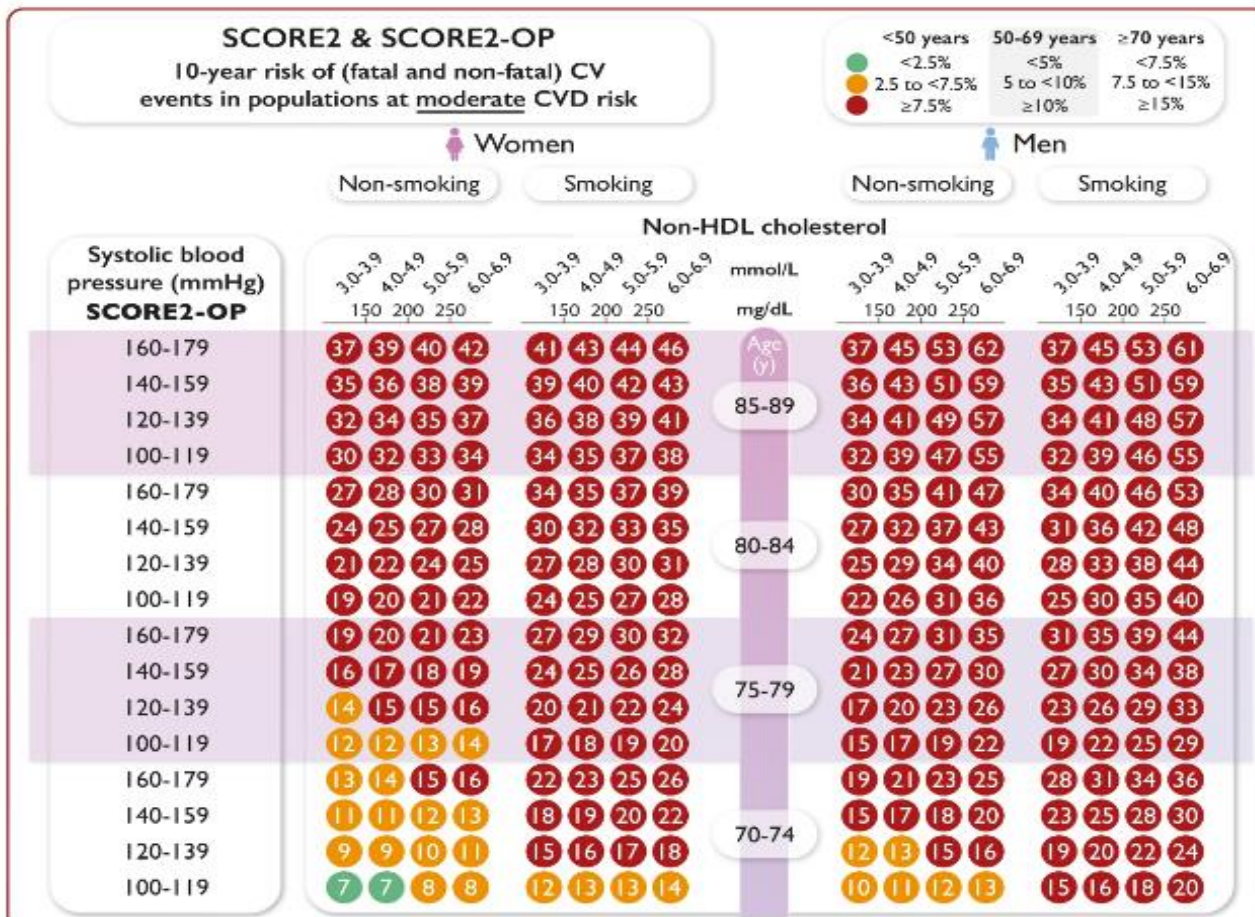 SCORE2 & SCORE2-OP
10-year risk of (fatal and non-fatal) CV
events in populations at moderate CVD risk
<50 years 50-69 years ≥70 years
<2.5% <5% <7.5%
2.5 to <7.5% 5 to <10% 7.5 to <15%
≥7.5% ≥10% ≥15%
Women Men
Non-smoking Smoking Non-smoking Smoking
Non-HDL cholesterol
Systolic blood
pressure (mmHg)
SCORE2-OP
3.0-3.9 4.0-4.9 5.0-5.9 6.0-6.9 3.0-3.9 4.0-4.9 5.0-5.9 6.0-6.9 mmol/L 3.0-3.9 4.0-4.9 5.0-5.9 6.0-6.9 3.0-3.9 4.0-4.9 5.0-5.9 6.0-6.9
150 200 250 150 200 250 mg/dL 150 200 250 150 200 250
Age
(y)
160-179 37 39 40 42 41 43 44 46 37 45 53 62 37 45 53 61
140-159 35 36 38 39 39 40 42 43 36 43 51 59 35 43 51 59
85-89
120-139 32 34 35 37 36 38 39 41 34 41 49 57 34 41 48 57
100-119 30 32 33 34 34 35 37 38 32 39 47 55 32 39 46 55
160-179 27 28 30 31 34 35 37 39 30 35 41 47 34 40 46 53
140-159 24 25 27 28 30 32 33 35 27 32 37 43 31 36 42 48
80-84
120-139 21 22 24 25 27 28 30 31 25 29 34 40 28 33 38 44
100-119 19 20 21 22 24 25 27 28 22 26 31 36 25 30 35 40
160-179 19 20 21 23 27 29 30 32 24 27 31 35 31 35 39 44
140-159 16 17 18 19 24 25 26 28 21 23 27 30 27 30 34 38
75-79
120-139 14 15 15 16 20 21 22 24 17 20 23 26 23 26 29 33
100-119 12 12 13 14 17 18 19 20 15 17 19 22 19 22 25 29
160-179 13 14 15 16 22 23 25 26 19 21 23 25 28 31 34 36
140-159 11 11 12 13 18 19 20 22 15 17 18 20 23 25 28 30
70-74
120-139 9 9 10 11 15 16 17 18 12 13 15 16 19 20 22 24
100-119 7 7 8 8 12 13 13 14 10 11 12 13 15 16 18 20